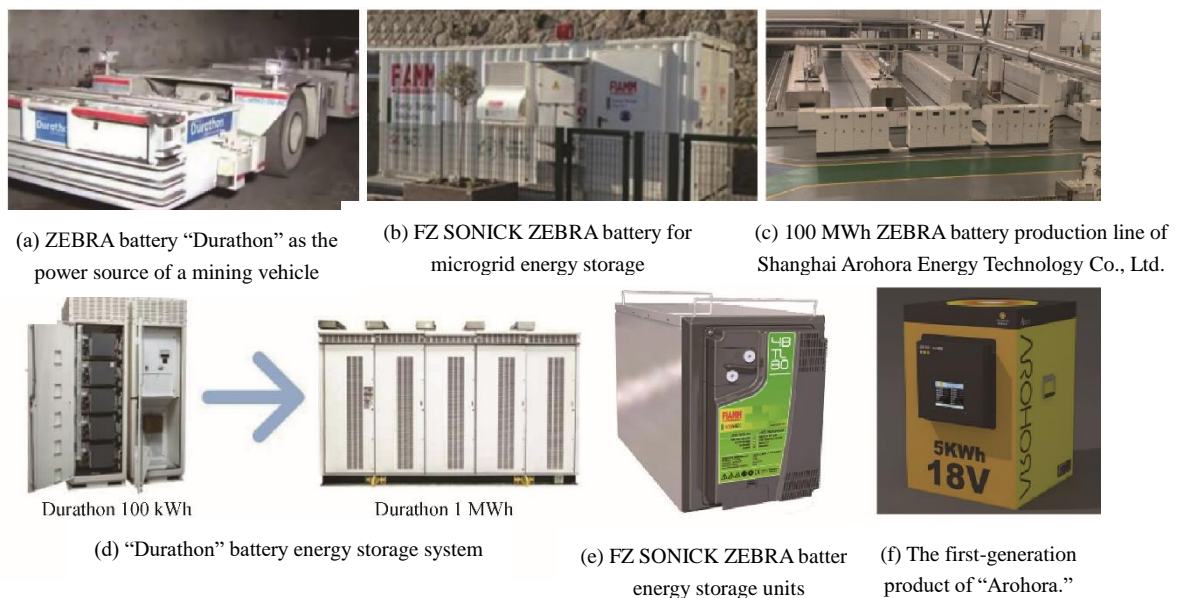 Durathon
Durathon
FIAMM
FIAMM
(a) ZEBRA battery “Durathon” as the
power source of a mining vehicle
(b) FZ SONICK ZEBRA battery for
microgrid energy storage
(c) 100 MWh ZEBRA battery production line of
Shanghai Arohora Energy Technology Co., Ltd.
48
TL
80
FIAMM
AROHORA
5KWh
18V
Durathon 100 kWh
Durathon 1 MWh
(d) “Durathon” battery energy storage system
(e) FZ SONICK ZEBRA batter
energy storage units
(f) The first-generation
product of “Arohora.”